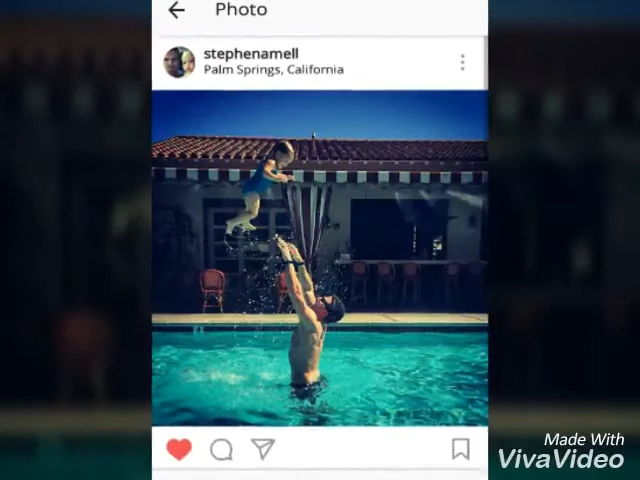 Photo
stephenamell
Palm Springs, California
Made With
VivaVideo